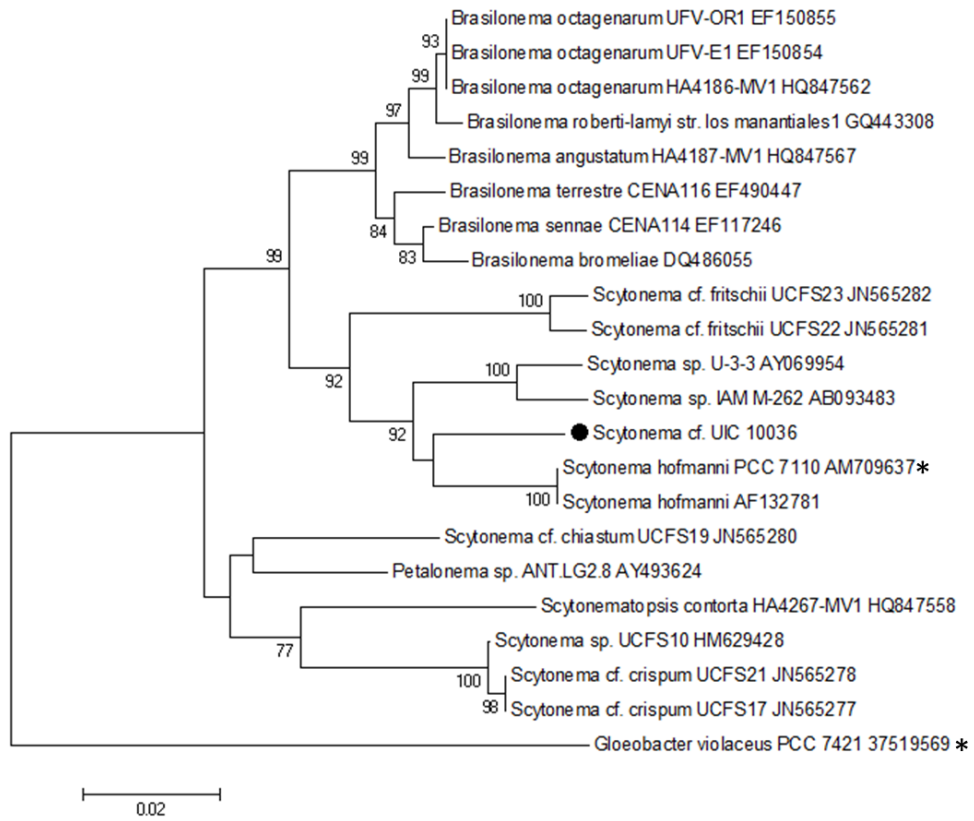 Brasilonema octagenarum UFV-OR1 EF150855
93
Brasilonema octagenarum UFV-E1 EF150854
99
Brasilonema octagenarum HA4186-MV1 HQ847562
97
Brasilonema roberti-lamyi str. los manantiales1 GQ443308
99
Brasilonema angustatum HA4187-MV1 HQ847567
Brasilonema terrestre CENA116 EF490447
84
Brasilonema sennae CENA114 EF117246
83
Brasilonema bromeliae DQ486055
99
Scytonema cf. fritschii UCFS23 JN565282
100
Scytonema cf. fritschii UCFS22 JN565281
92
Scytonema sp. U-3-3 AY069954
100
Scytonema sp. IAM M-262 AB093483
92
Scytonema cf. UIC 10036
Scytonema hofmanni PCC 7110 AM709637*
100
Scytonema hofmanni AF132781
Scytonema cf. chiastum UCFS19 JN565280
Petalonema sp. ANT.LG2.8 AY493624
Scytonematopsis contorta HA4267-MV1 HQ847558
77
Scytonema sp. UCFS10 HM629428
100
Scytonema cf. crispum UCFS21 JN565278
98
Scytonema cf. crispum UCFS17 JN565277
Gloeobacter violaceus PCC 7421 37519569 *
0.02